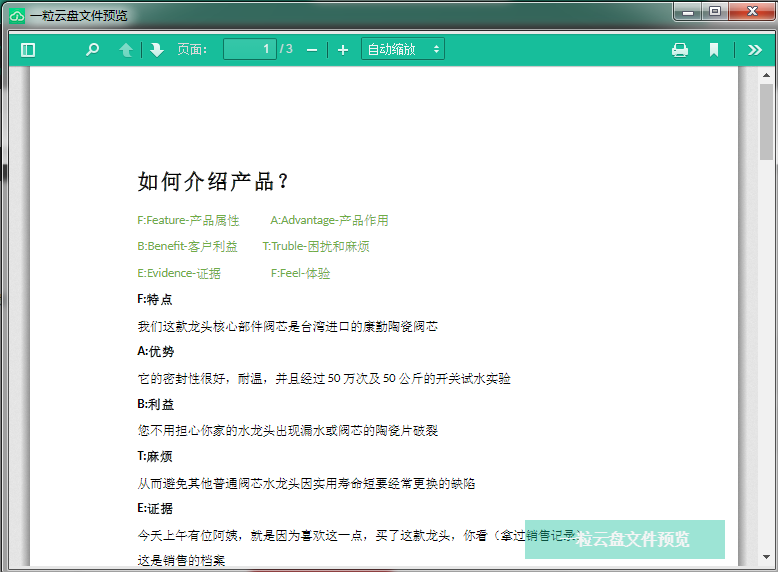 一粒云盘文件预览
页面： 1 / 3 自动缩放
如何介绍产品？
F:Feature-产品属性 A:Advantage-产品作用
B:Benefit-客户利益 T:Truble-困扰和麻烦
E:Evidence-证据 F:Feel-体验
F:特点
我们这款龙头核心部件阀芯是台湾进口的康勤陶瓷阀芯
A:优势
它的密封性很好，耐温，并且经过 50 万次及 50 公斤的开关试水实验
B:利益
您不用担心你家的水龙头出现漏水或阀芯的陶瓷片破裂
T:麻烦
从而避免其他普通阀芯水龙头因实用寿命短要经常更换的缺陷
E:证据
今天上午有位阿姨，就是因为喜欢这一点，买了这款龙头，你看（拿过销售记录）
一粒云盘文件预览
这是销售的档案